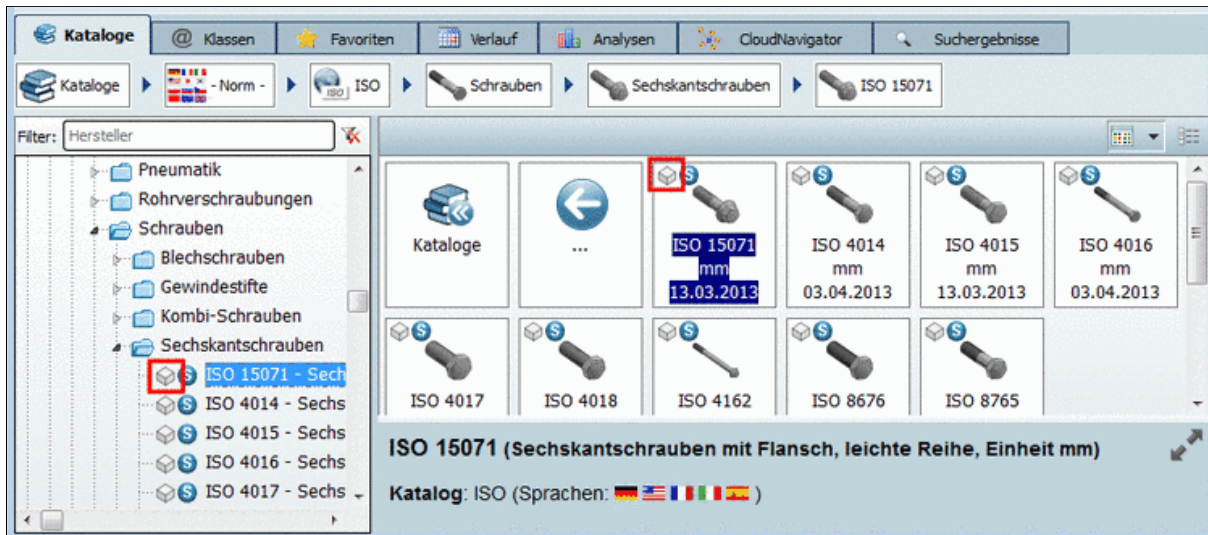 Kataloge @ Klassen Favoriten Verlauf Analysen CloudNavigator Suchergebnisse
Kataloge - Norm - ISO ISO Schrauben Sechskantschrauben ISO 15071
Filter: Hersteller
Pneumatik
Rohrverschraubungen
Schrauben
Blechschrauben
Gewindestifte
Kombi-Schrauben
Sechskantschrauben
S ISO 15071 - Sech
S ISO 4014 - Sechs
S ISO 4015 - Sechs
S ISO 4016 - Sechs
S ISO 4017 - Sechs
Kataloge
...
S
ISO 15071
mm
13.03.2013
S
ISO 4014
mm
03.04.2013
S
ISO 4015
mm
13.03.2013
S
ISO 4016
mm
03.04.2013
S
ISO 4017
S
ISO 4018
S
ISO 4162
S
ISO 8676
S
ISO 8765
ISO 15071 (Sechskantschrauben mit Flansch, leichte Reihe, Einheit mm)
Katalog: ISO (Sprachen: )